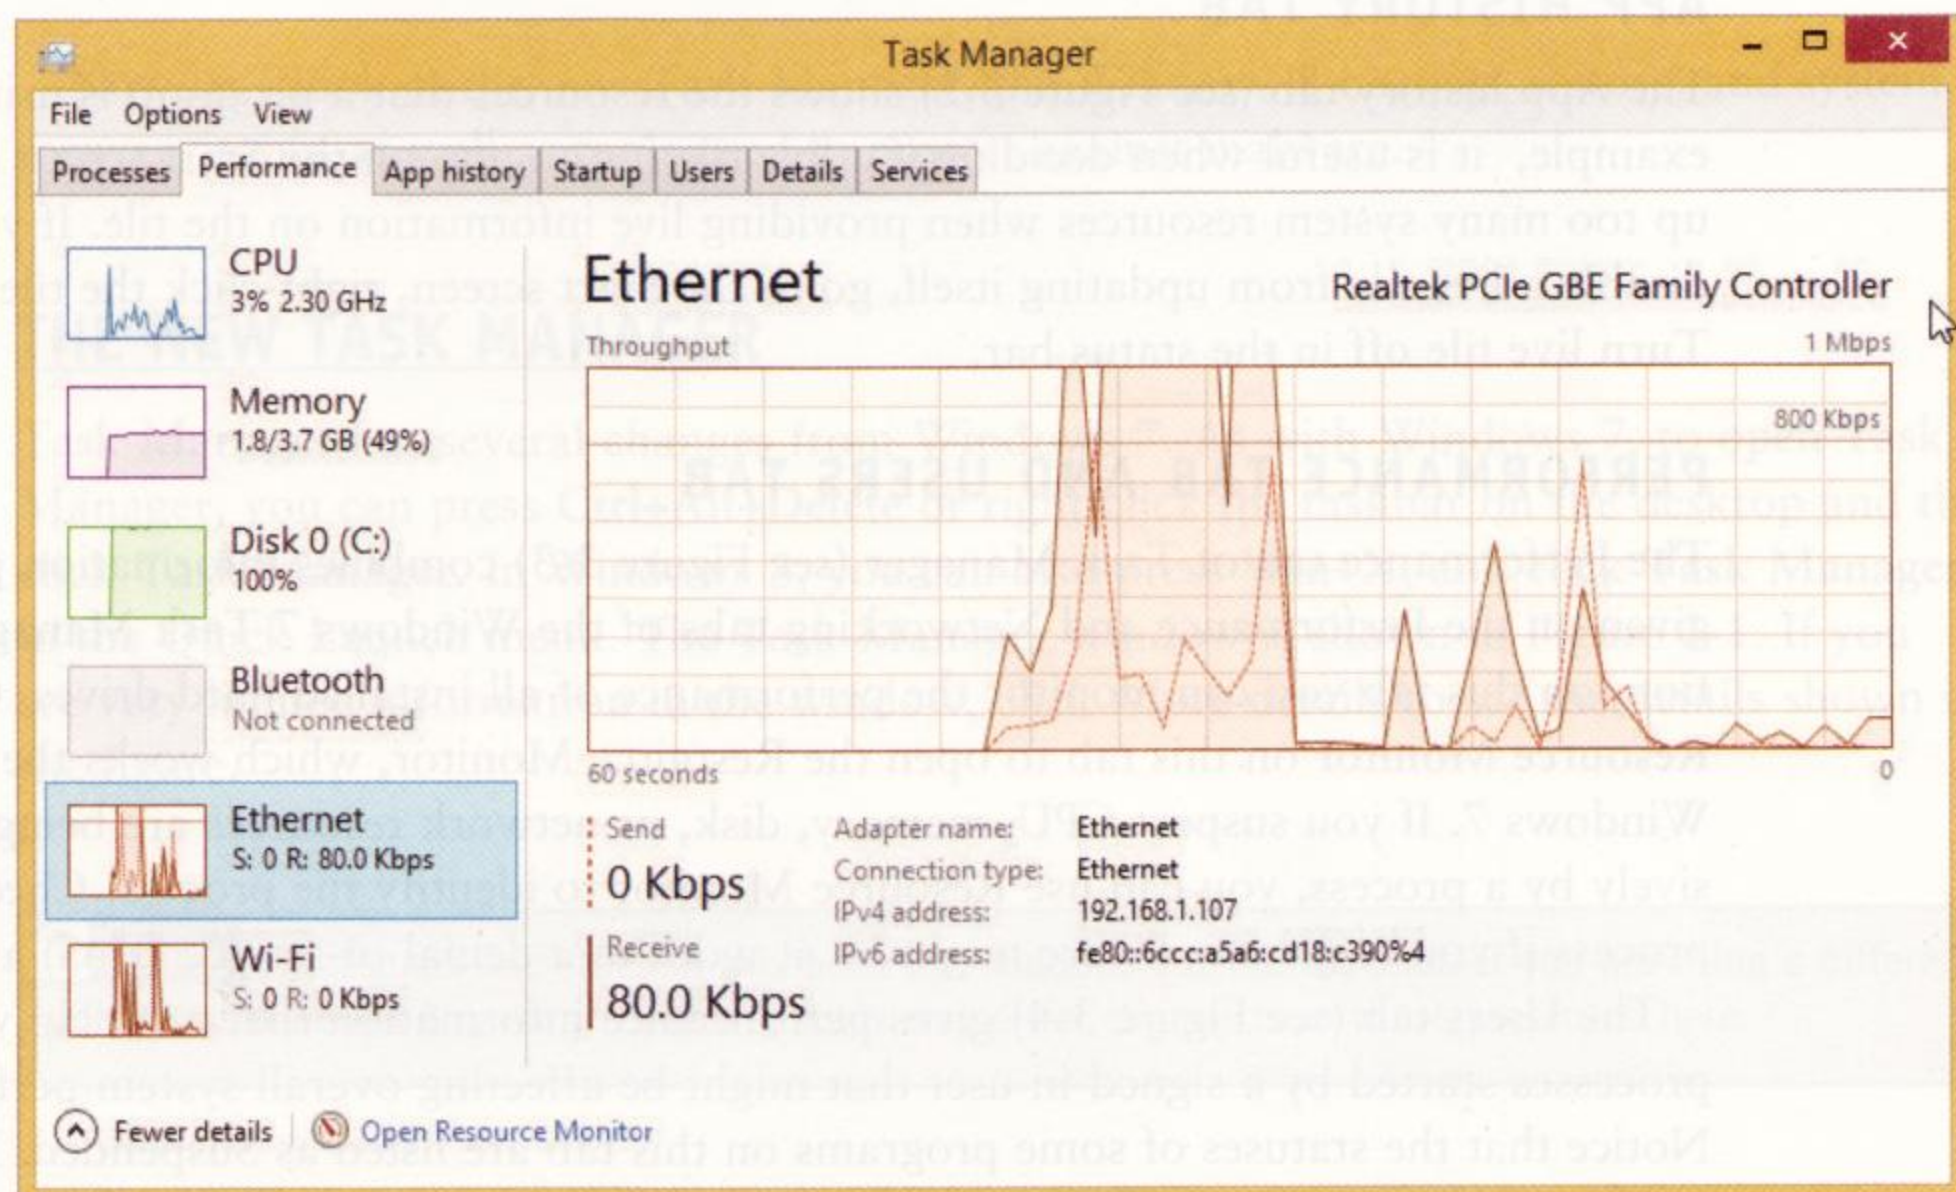 Task Manager
File Options View
Processes Performance App history Startup Users Details Services
CPU
3% 2.30 GHz
Memory
1.8/3.7 GB (49%)
Disk 0 (C:)
100%
Bluetooth
Not connected
Ethernet
S: 0 R: 80.0 Kbps
Wi-Fi
S: 0 R: 0 Kbps
Ethernet
Realtek PCIe GBE Family Controller
Throughput
1 Mbps
800 Kbps
60 seconds
0
Send
0 Kbps
Receive
80.0 Kbps
Adapter name: Ethernet
Connection type: Ethernet
IPv4 address: 192.168.1.107
IPv6 address: fe80::6ccc:a5a6:cd18:c390%4
Fewer details
Open Resource Monitor